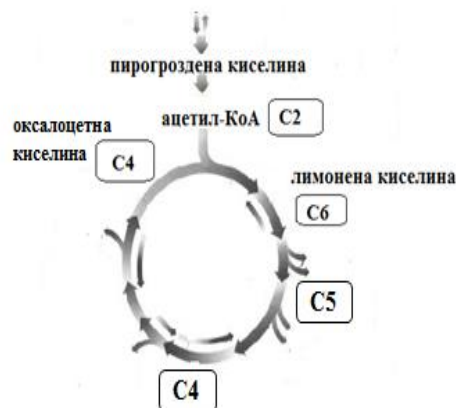 пирогроздена киселина
ацетил-КоА C2
оксалоцетна
киселина C4
лимонена киселина
C6
C5
C4